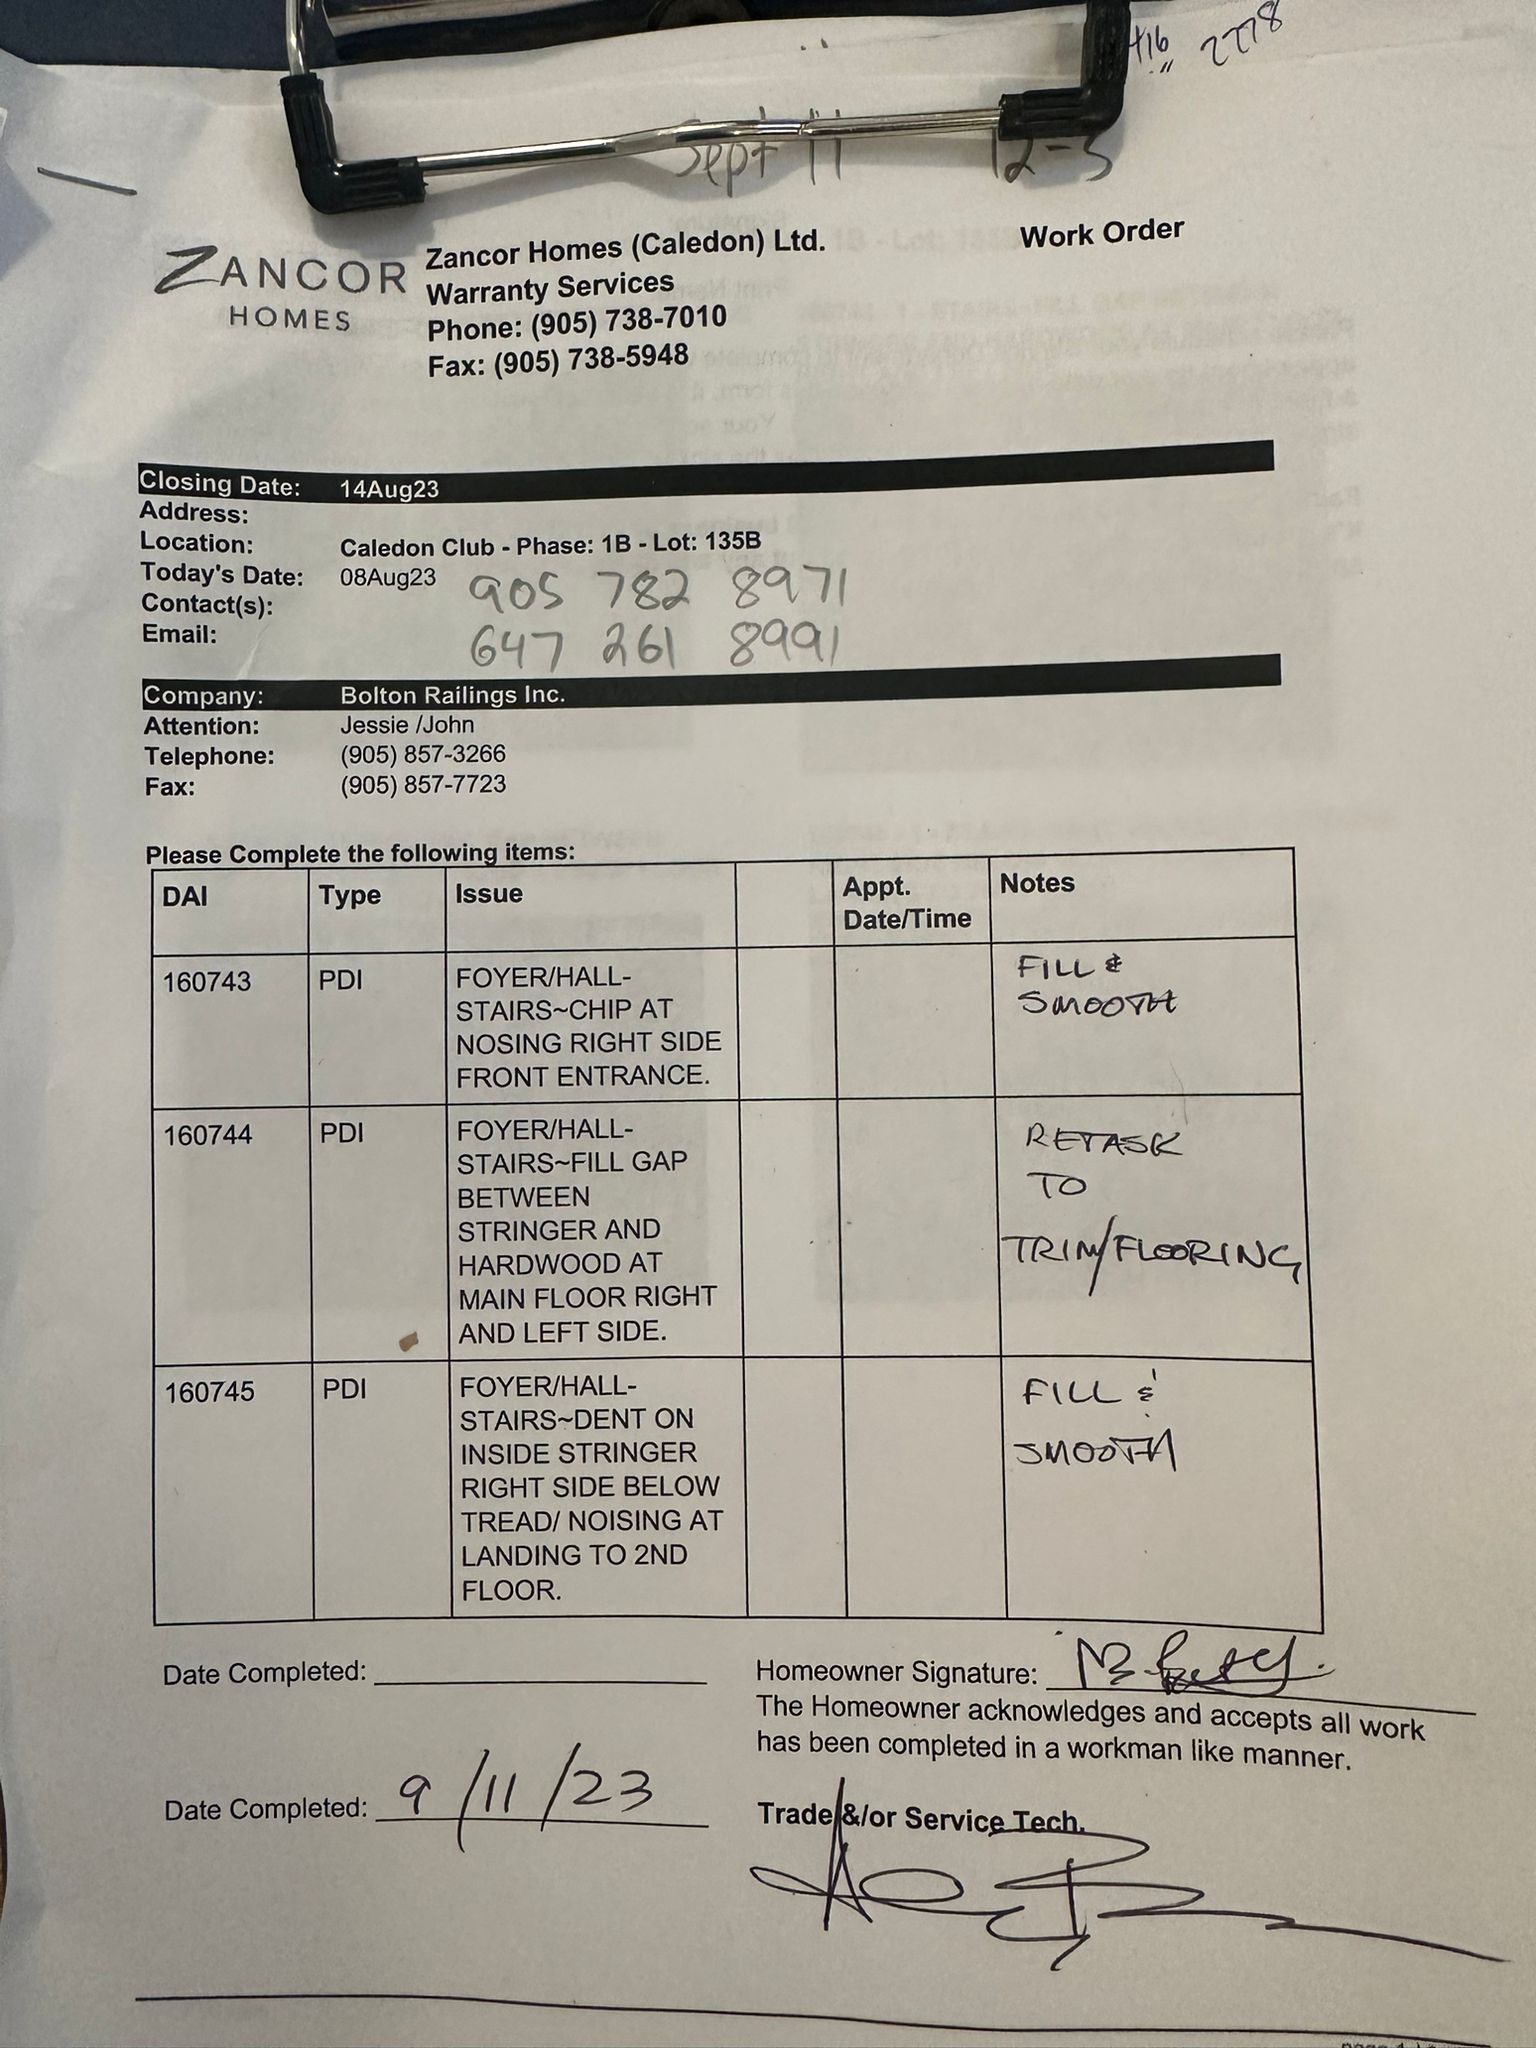 416 2778
Sept 11 12-5
ZANCOR
HOMES
Zancor Homes (Caledon) Ltd.
Warranty Services
Phone: (905) 738-7010
Fax: (905) 738-5948
Work Order
Closing Date: 14Aug23
Address:
Location: Caledon Club - Phase: 1B - Lot: 135B
Today's Date: 08Aug23
Contact(s): 905 782 8971
Email: 647 261 8991
Company: Bolton Railings Inc.
Attention: Jessie /John
Telephone: (905) 857-3266
Fax: (905) 857-7723
Please Complete the following items:
DAI Type Issue Appt. Date/Time Notes
160743 PDI
FOYER/HALL-
STAIRS~CHIP AT
NOSING RIGHT SIDE
FRONT ENTRANCE.
FILL &
SMOOTH
160744 PDI
FOYER/HALL-
STAIRS~FILL GAP
BETWEEN
STRINGER AND
HARDWOOD AT
MAIN FLOOR RIGHT
AND LEFT SIDE.
RETASK
TO
TRIM/FLOORING
160745 PDI
FOYER/HALL-
STAIRS~DENT ON
INSIDE STRINGER
RIGHT SIDE BELOW
TREAD/ NOISING AT
LANDING TO 2ND
FLOOR.
FILL &
SMOOTH
Date Completed:
Homeowner Signature:
The Homeowner acknowledges and accepts all work
has been completed in a workman like manner.
Date Completed: 9/11/23
Trade &/or Service Tech.